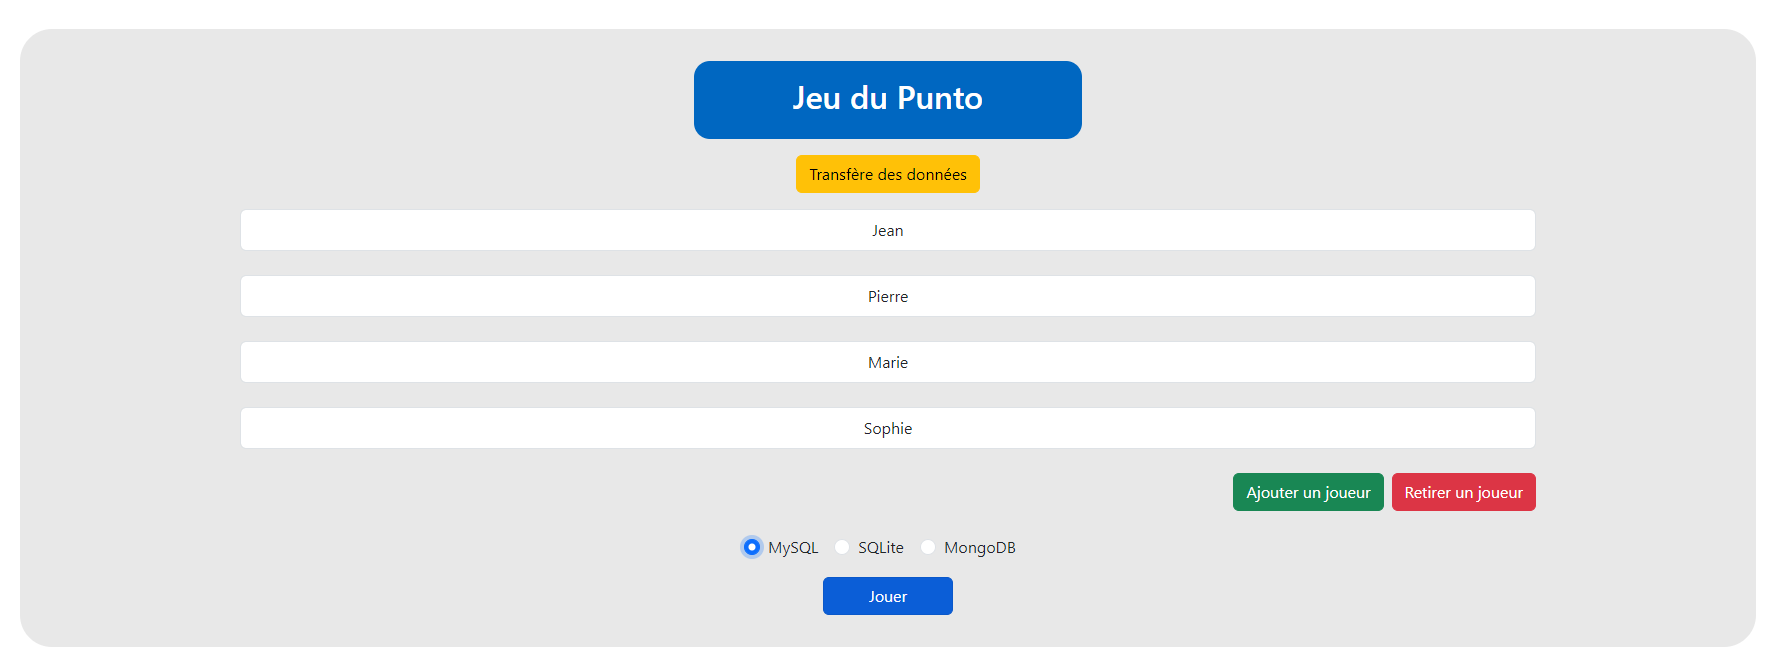 Jeu du Punto
Transfère des données
Jean
Pierre
Marie
Sophie
Ajouter un joueur Retirer un joueur
MySQL SQLite MongoDB
Jouer